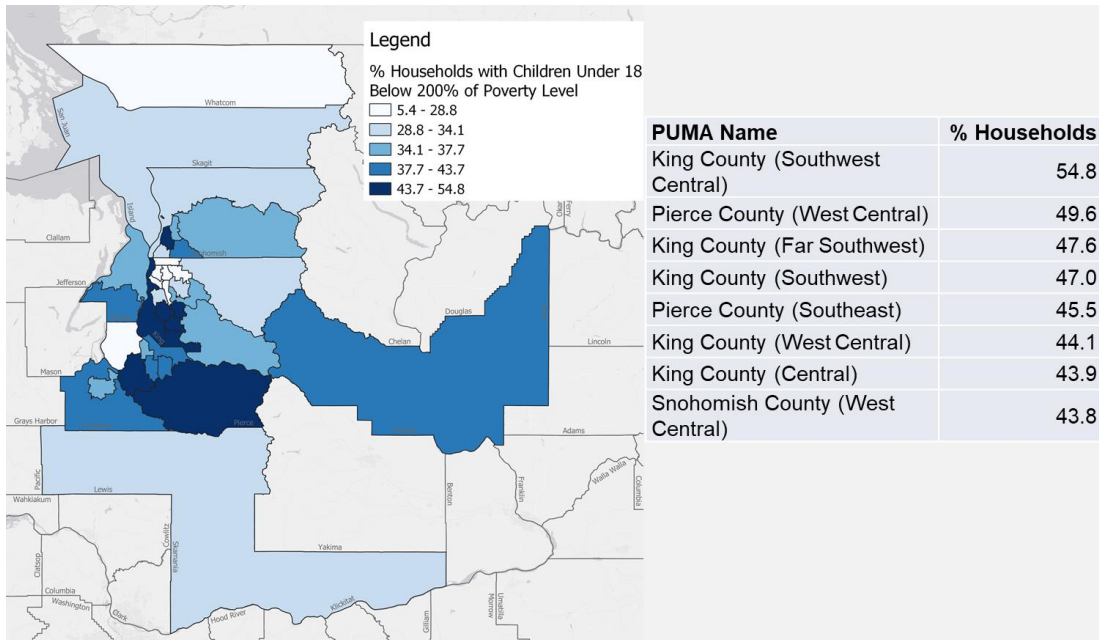 Legend
% Households with Children Under 18
Below 200% of Poverty Level
5.4 - 28.8
28.8 - 34.1
34.1 - 37.7
37.7 - 43.7
43.7 - 54.8
Whatcom
San Juan
Skagit
Island
Clallam
Jefferson
Douglas
Chelan
Lincoln
Ferry
Mason
Grays Harbor
Pierce
Adams
Pacific
Lewis
Wahkiakum
Cowlitz
Skamania
Yakima
Benton
Franklin
Walla Walla
Columbia
Clatsop
Columbia
Washington
Clark
Hood River
Klickitat
Gilliam
Morrow
Umatilla
PUMA Name % Households
King County (Southwest
Central) 54.8
Pierce County (West Central) 49.6
King County (Far Southwest) 47.6
King County (Southwest) 47.0
Pierce County (Southeast) 45.5
King County (West Central) 44.1
King County (Central) 43.9
Snohomish County (West
Central) 43.8